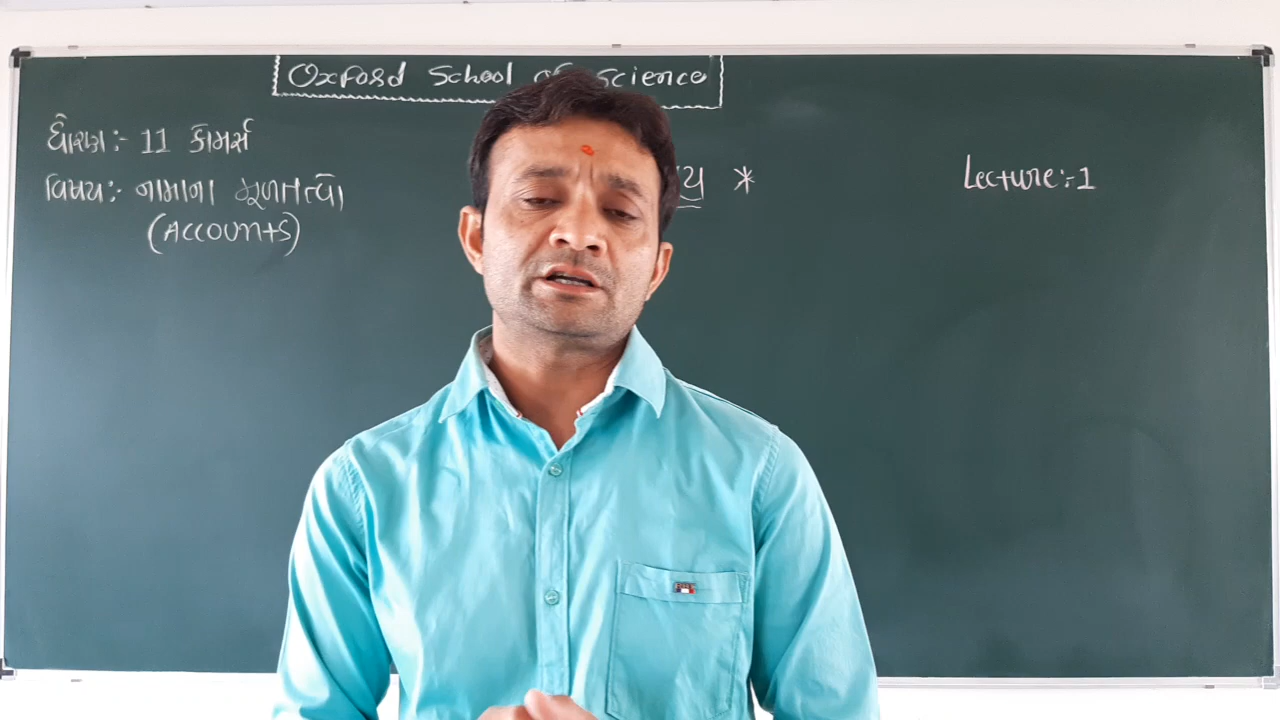 Oxford School of Science
ધોરણ :- 11 કોમર્સ
વિષય :- નામાના મૂળતત્વો
(Accounts)
ય *
Lecture :- 1